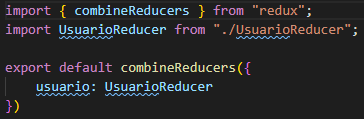 import { combineReducers } from "redux";
import UsuarioReducer from "./UsuarioReducer";
export default combineReducers({
usuario: UsuarioReducer
})